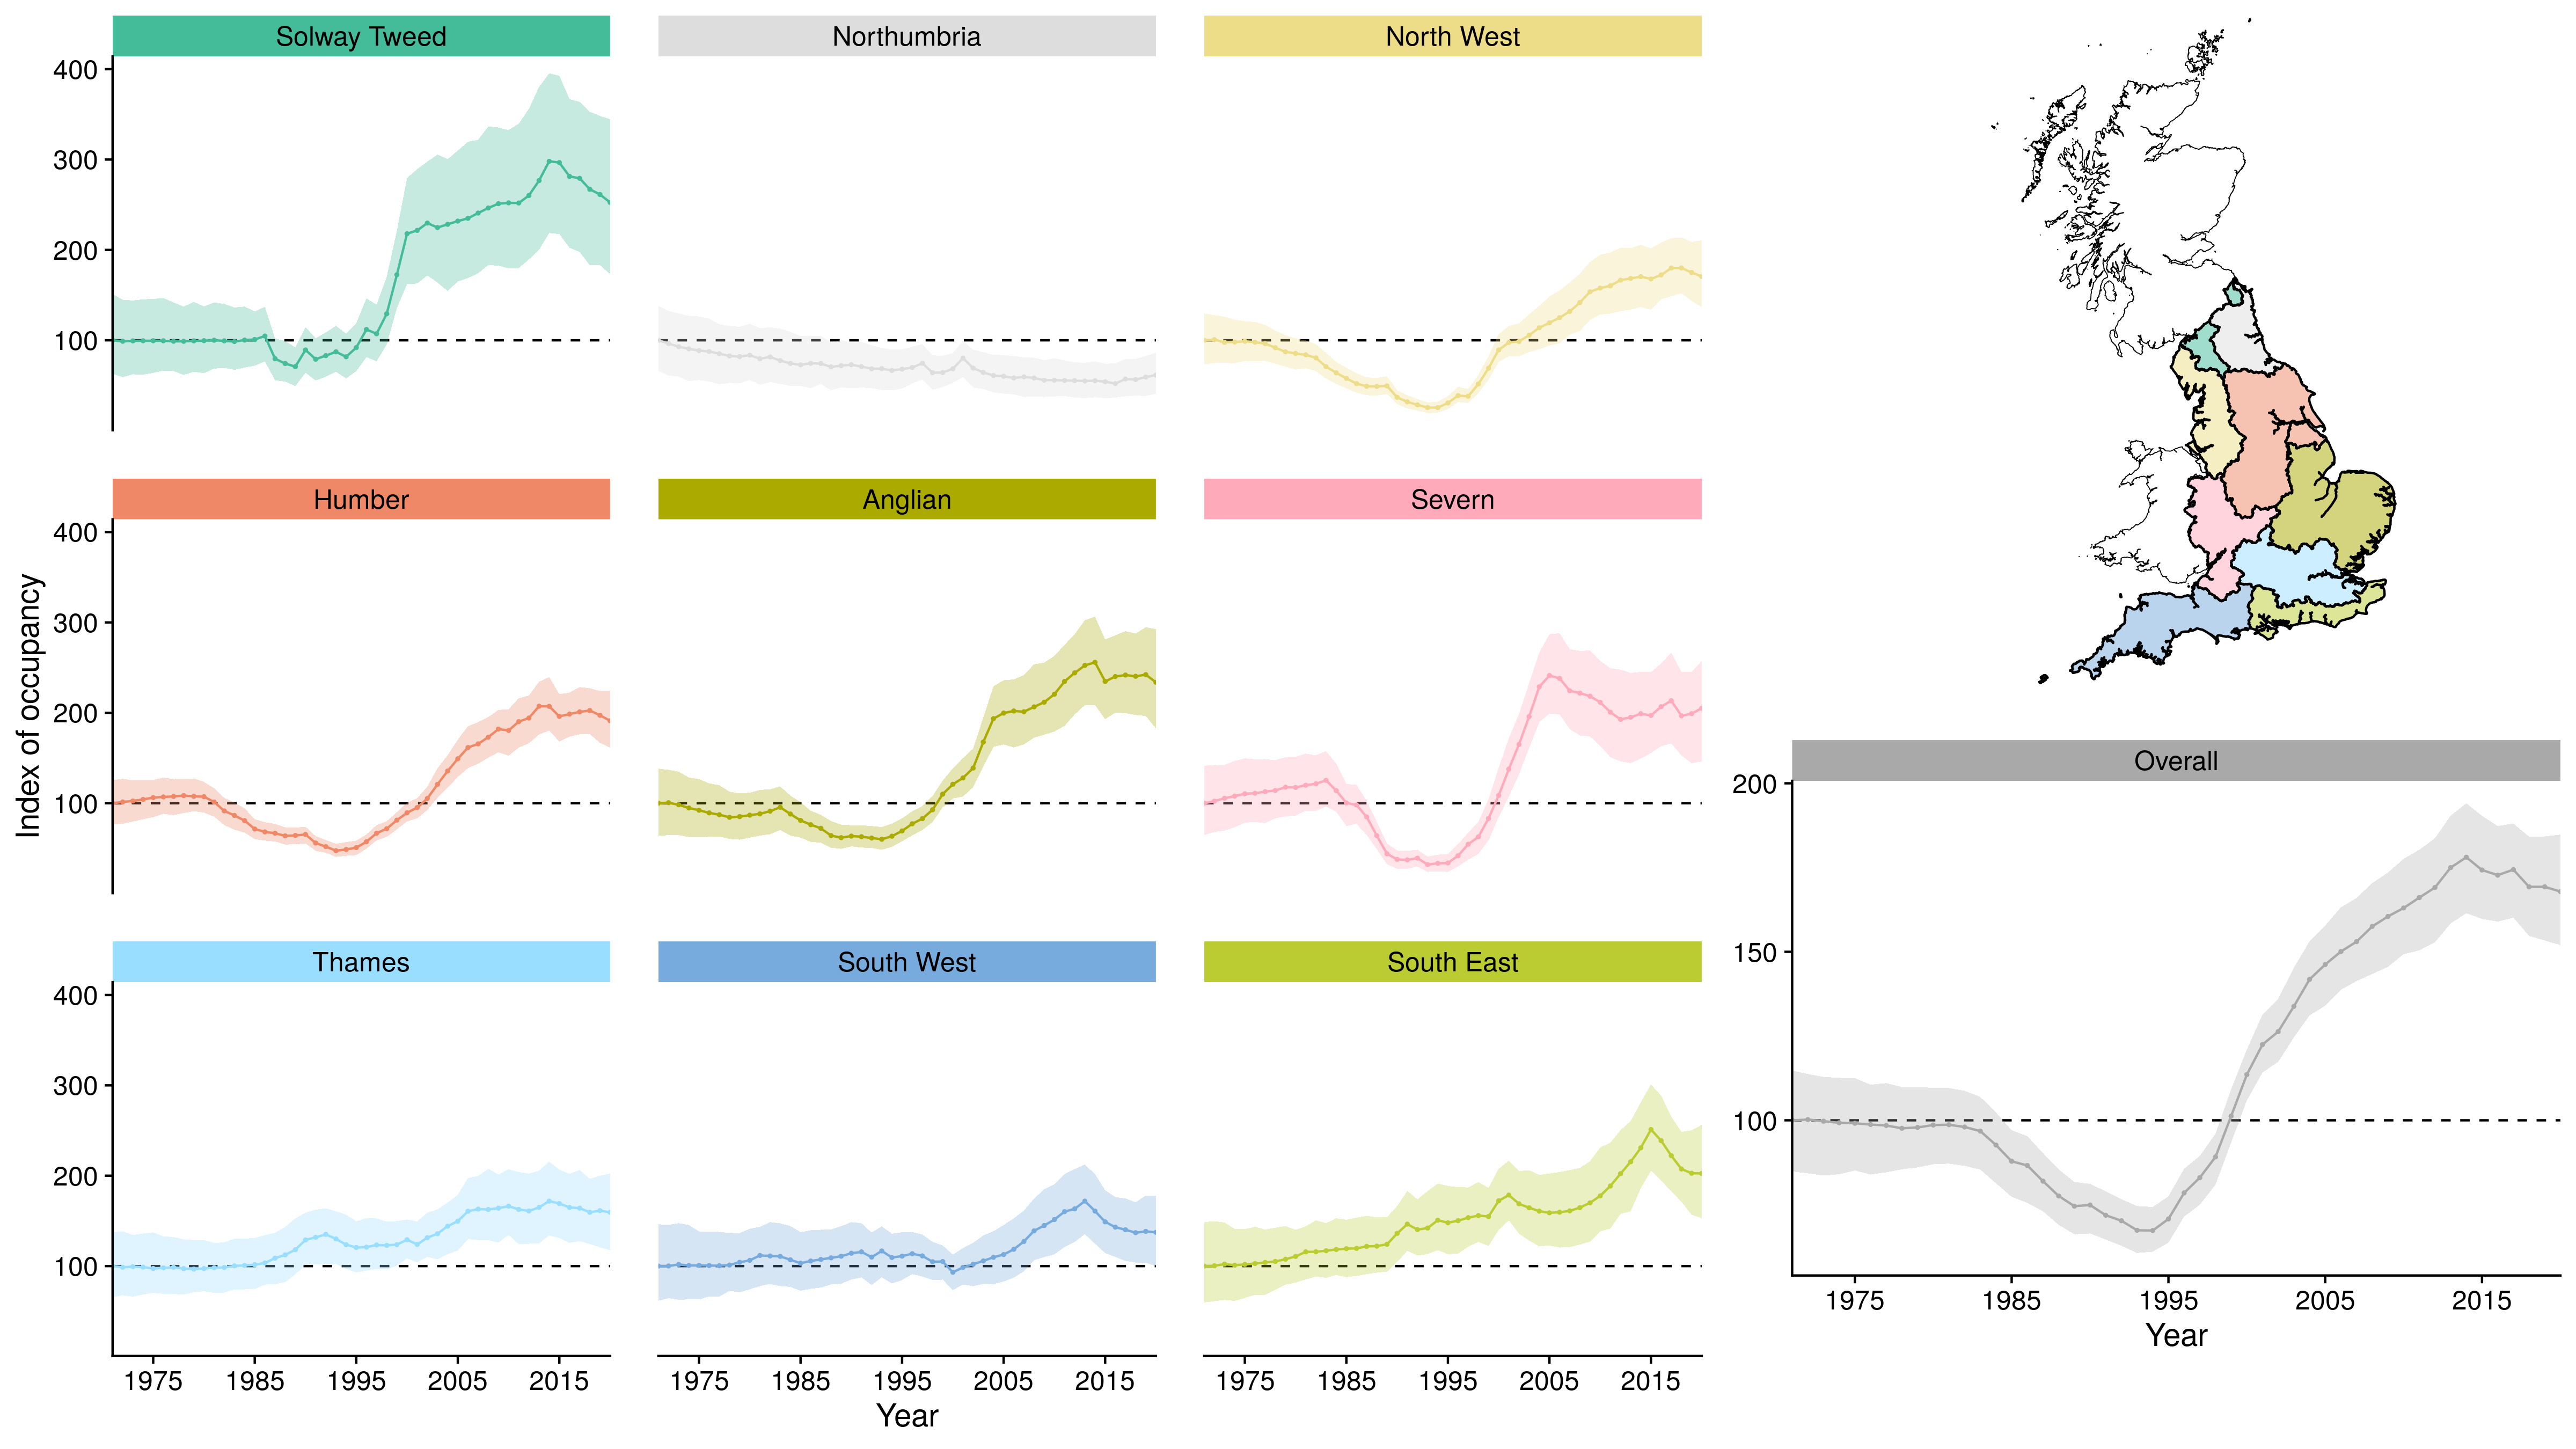 Solway Tweed
Northumbria
North West
400
300
200
100
Humber
Anglian
Severn
400
300
200
100
Index of occupancy
Thames
South West
South East
400
300
200
100
1975 1985 1995 2005 2015
1975 1985 1995 2005 2015
1975 1985 1995 2005 2015
Year
Overall
200
150
100
1975 1985 1995 2005 2015
Year